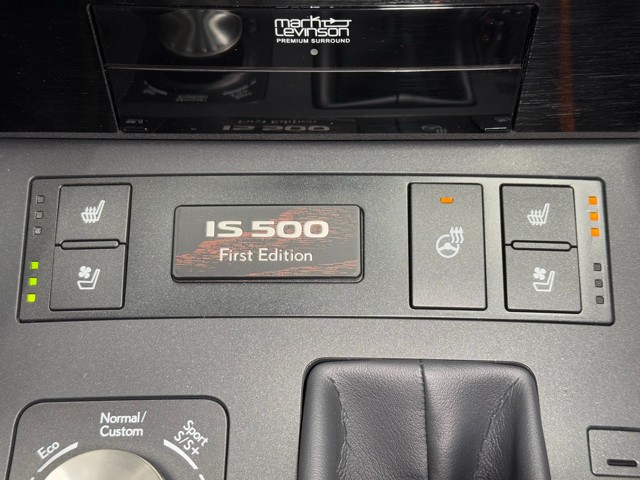 mark
Levinson
PREMIUM SURROUND
IS 500
First Edition
Normal/
Custom
Eco
Sport
S/S+